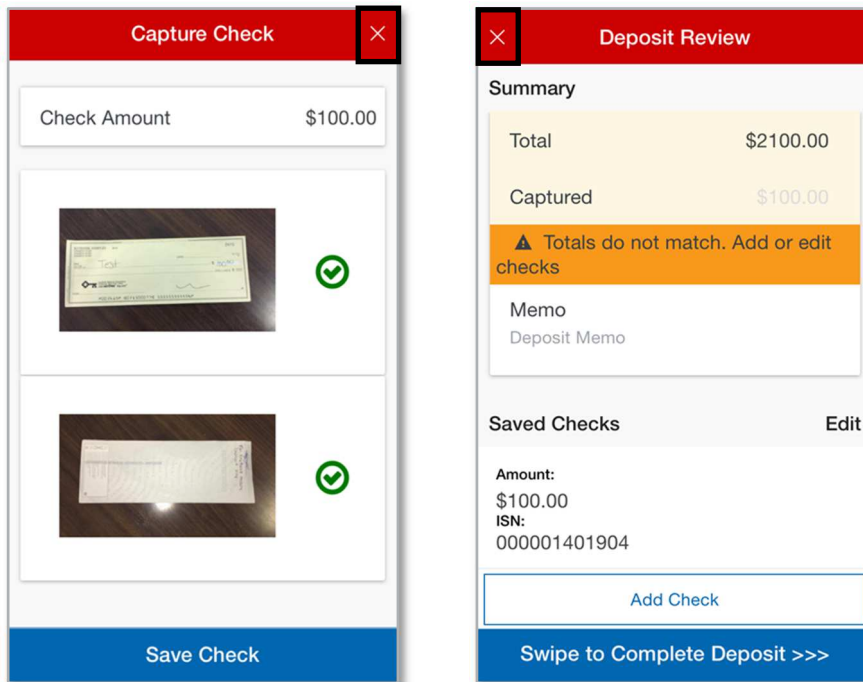 Capture Check
Check Amount $100.00
Test
Save Check
Deposit Review
Summary
Total $2100.00
Captured $100.00
Totals do not match. Add or edit
checks
Memo
Deposit Memo
Saved Checks Edit
Amount:
$100.00
ISN:
000001401904
Add Check
Swipe to Complete Deposit >>>